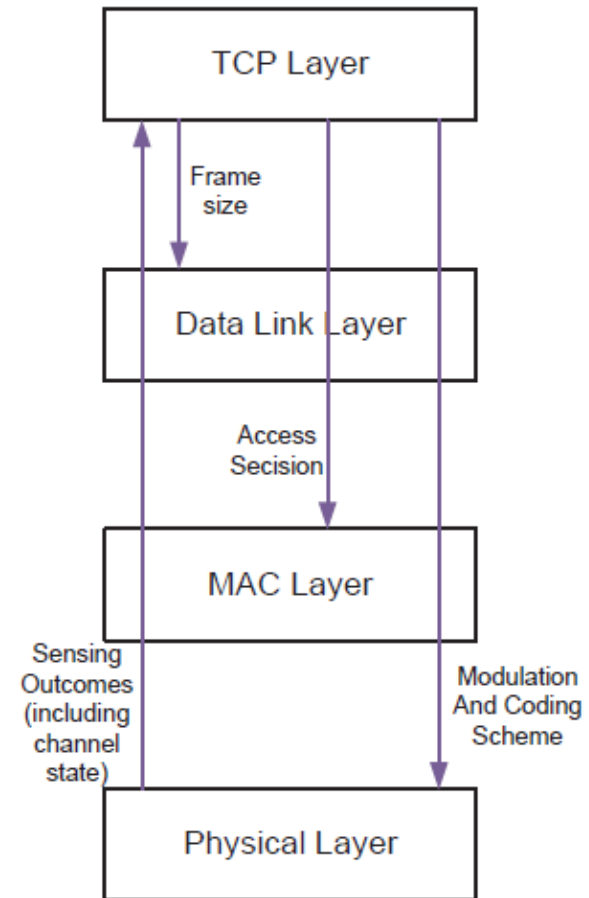 TCP Layer
Frame
size
Data Link Layer
Access
Secision
MAC Layer
Sensing
Outcomes
(including
channel
state)
Modulation
And Coding
Scheme
Physical Layer